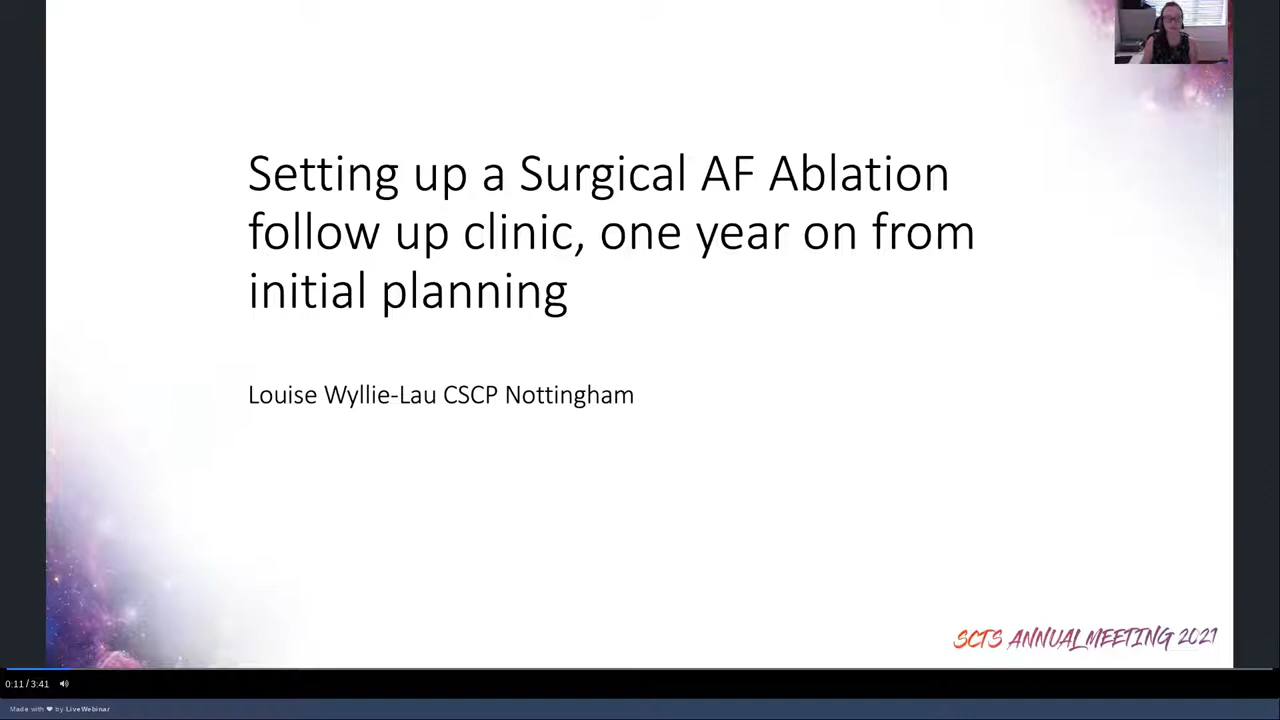 Setting up a Surgical AF Ablation
follow up clinic, one year on from
initial planning
Louise Wyllie-Lau CSCP Nottingham
SCTS ANNUAL MEETING 2021
0:11 / 3:41
Made with ❤ by LiveWebinar